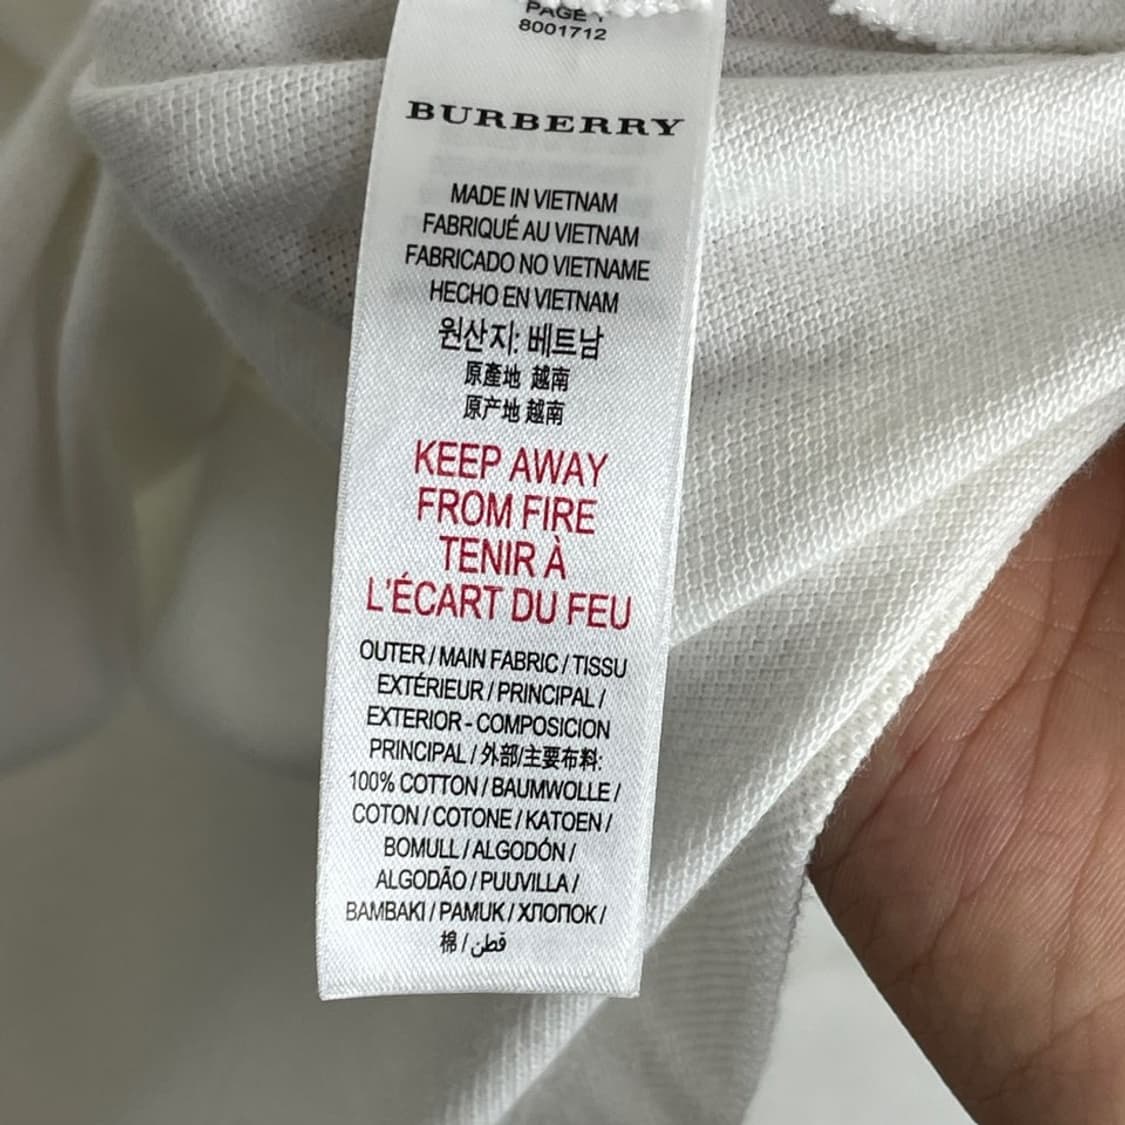 PAGE 1
8001712
BURBERRY
MADE IN VIETNAM
FABRIQUÉ AU VIETNAM
FABRICADO NO VIETNAME
HECHO EN VIETNAM
원산지: 베트남
原產地 越南
原产地 越南
KEEP AWAY
FROM FIRE
TENIR À
L'ÉCART DU FEU
OUTER / MAIN FABRIC / TISSU
EXTÉRIEUR / PRINCIPAL /
EXTERIOR - COMPOSICION
PRINCIPAL / 外部/主要布料:
100% COTTON / BAUMWOLLE /
COTON / COTONE / KATOEN /
BOMULL / ALGODÓN /
ALGODÃO / PUUVILLA /
BAMBAKI / PAMUK / ХЛОПОК /
棉 / قطن